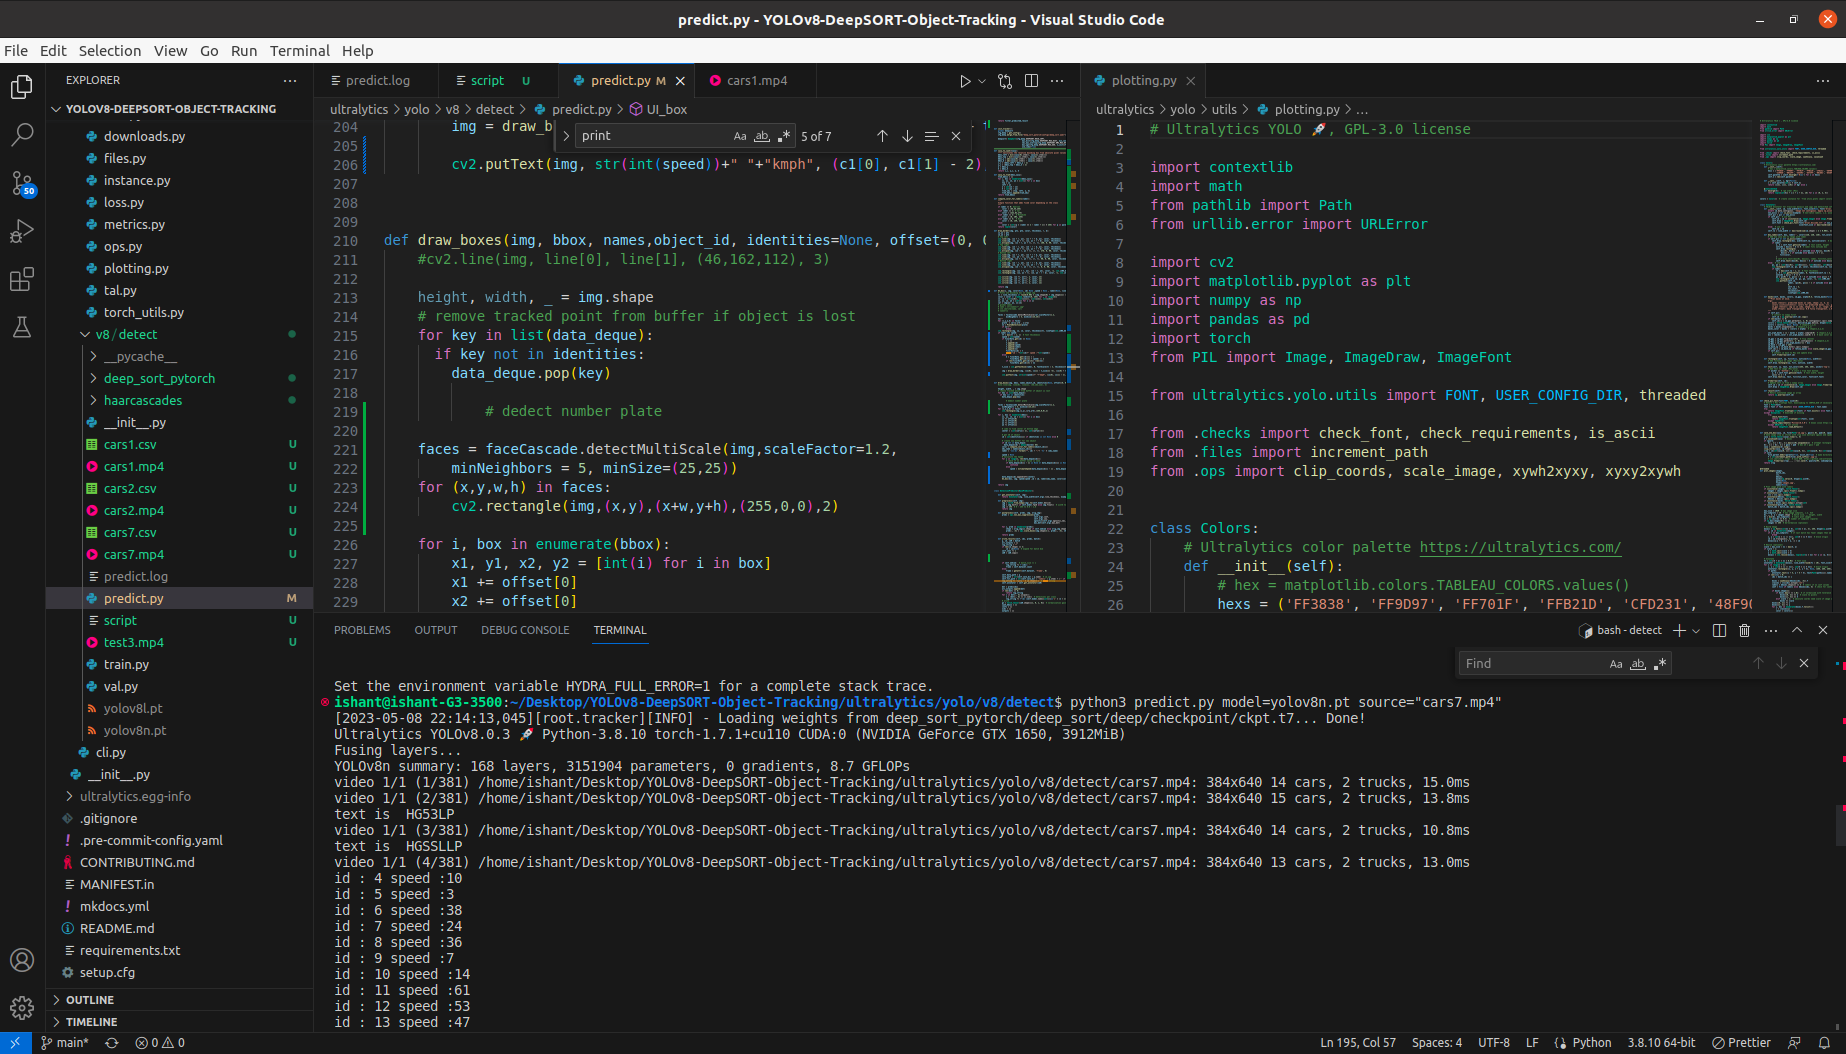 predict.py - YOLOv8-DeepSORT-Object-Tracking - Visual Studio Code
File Edit Selection View Go Run Terminal Help
EXPLORER
YOLOV8-DEEPSORT-OBJECT-TRACKING
downloads.py
files.py
instance.py
loss.py
metrics.py
ops.py
plotting.py
tal.py
torch_utils.py
v8/detect
__pycache__
deep_sort_pytorch
haarcascades
__init__.py
cars1.csv U
cars1.mp4 U
cars2.csv U
cars2.mp4 U
cars7.csv U
cars7.mp4 U
predict.log
predict.py M
script U
test3.mp4 U
train.py
val.py
yolov8l.pt
yolov8n.pt
cli.py
__init__.py
ultralytics.egg-info
.gitignore
.pre-commit-config.yaml
CONTRIBUTING.md
MANIFEST.in
mkdocs.yml
README.md
requirements.txt
setup.cfg
OUTLINE
TIMELINE
50
predict.log script U predict.py M cars1.mp4
ultralytics > yolo > v8 > detect > predict.py > UI_box
print Aa ab 5 of 7
204 img = draw_b
205
206 cv2.putText(img, str(int(speed))+" "+"kmph", (c1[0], c1[1] - 2)
207
208
209
210 def draw_boxes(img, bbox, names,object_id, identities=None, offset=(0,
211 #cv2.line(img, line[0], line[1], (46,162,112), 3)
212
213 height, width, _ = img.shape
214 # remove tracked point from buffer if object is lost
215 for key in list(data_deque):
216 if key not in identities:
217 data_deque.pop(key)
218
219 # dedect number plate
220
221 faces = faceCascade.detectMultiScale(img,scaleFactor=1.2,
222 minNeighbors = 5, minSize=(25,25))
223 for (x,y,w,h) in faces:
224 cv2.rectangle(img,(x,y),(x+w,y+h),(255,0,0),2)
225
226 for i, box in enumerate(bbox):
227 x1, y1, x2, y2 = [int(i) for i in box]
228 x1 += offset[0]
229 x2 += offset[0]
plotting.py
ultralytics > yolo > utils > plotting.py > ...
1 # Ultralytics YOLO 🚀, GPL-3.0 license
2
3 import contextlib
4 import math
5 from pathlib import Path
6 from urllib.error import URLError
7
8 import cv2
9 import matplotlib.pyplot as plt
10 import numpy as np
11 import pandas as pd
12 import torch
13 from PIL import Image, ImageDraw, ImageFont
14
15 from ultralytics.yolo.utils import FONT, USER_CONFIG_DIR, threaded
16
17 from .checks import check_font, check_requirements, is_ascii
18 from .files import increment_path
19 from .ops import clip_coords, scale_image, xywh2xyxy, xyxy2xywh
20
21
22 class Colors:
23 # Ultralytics color palette https://ultralytics.com/
24 def __init__(self):
25 # hex = matplotlib.colors.TABLEAU_COLORS.values()
26 hexs = ('FF3838', 'FF9D97', 'FF701F', 'FFB21D', 'CFD231', '48F90
PROBLEMS OUTPUT DEBUG CONSOLE TERMINAL
bash - detect
Find Aa ab
Set the environment variable HYDRA_FULL_ERROR=1 for a complete stack trace.
ishant@ishant-G3-3500:~/Desktop/YOLOv8-DeepSORT-Object-Tracking/ultralytics/yolo/v8/detect$ python3 predict.py model=yolov8n.pt source="cars7.mp4"
[2023-05-08 22:14:13,045][root.tracker][INFO] - Loading weights from deep_sort_pytorch/deep_sort/deep/checkpoint/ckpt.t7... Done!
Ultralytics YOLOv8.0.3 🚀 Python-3.8.10 torch-1.7.1+cu110 CUDA:0 (NVIDIA GeForce GTX 1650, 3912MiB)
Fusing layers...
YOLOv8n summary: 168 layers, 3151904 parameters, 0 gradients, 8.7 GFLOPs
video 1/1 (1/381) /home/ishant/Desktop/YOLOv8-DeepSORT-Object-Tracking/ultralytics/yolo/v8/detect/cars7.mp4: 384x640 14 cars, 2 trucks, 15.0ms
video 1/1 (2/381) /home/ishant/Desktop/YOLOv8-DeepSORT-Object-Tracking/ultralytics/yolo/v8/detect/cars7.mp4: 384x640 15 cars, 2 trucks, 13.8ms
text is HG53LP
video 1/1 (3/381) /home/ishant/Desktop/YOLOv8-DeepSORT-Object-Tracking/ultralytics/yolo/v8/detect/cars7.mp4: 384x640 14 cars, 2 trucks, 10.8ms
text is HGSSLLP
video 1/1 (4/381) /home/ishant/Desktop/YOLOv8-DeepSORT-Object-Tracking/ultralytics/yolo/v8/detect/cars7.mp4: 384x640 13 cars, 2 trucks, 13.0ms
id : 4 speed :10
id : 5 speed :3
id : 6 speed :38
id : 7 speed :24
id : 8 speed :36
id : 9 speed :7
id : 10 speed :14
id : 11 speed :61
id : 12 speed :53
id : 13 speed :47
main* 0 0
Ln 195, Col 57 Spaces: 4 UTF-8 LF Python 3.8.10 64-bit Prettier